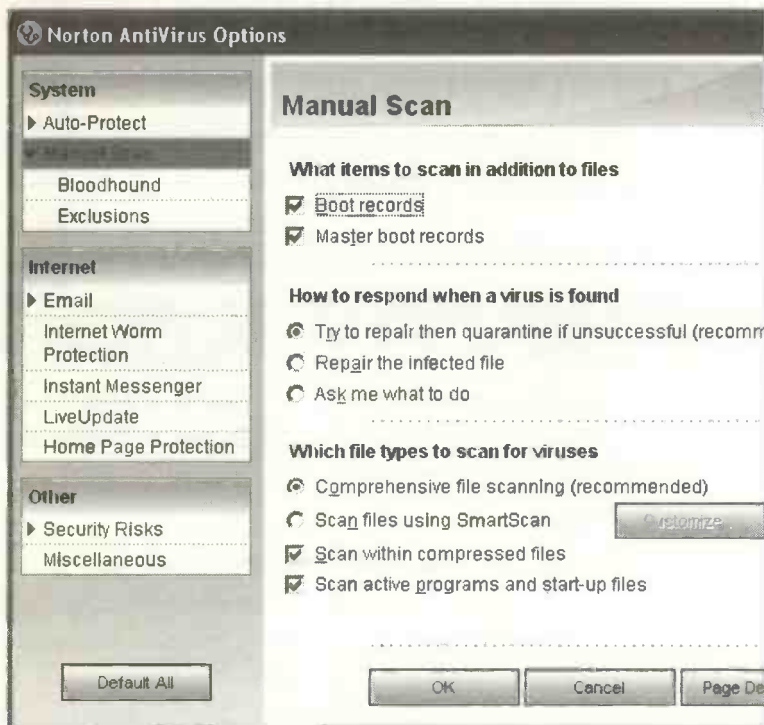 Norton AntiVirus Options
System
Auto-Protect
Manual Scan
Bloodhound
Exclusions
Internet
Email
Internet Worm
Protection
Instant Messenger
LiveUpdate
Home Page Protection
Other
Security Risks
Miscellaneous
Default All
Manual Scan
What items to scan in addition to files
Boot records
Master boot records
How to respond when a virus is found
Try to repair then quarantine if unsuccessful (recomm
Repair the infected file
Ask me what to do
Which file types to scan for viruses
Comprehensive file scanning (recommended)
Scan files using SmartScan
Customize
Scan within compressed files
Scan active programs and start-up files
OK
Cancel
Page De